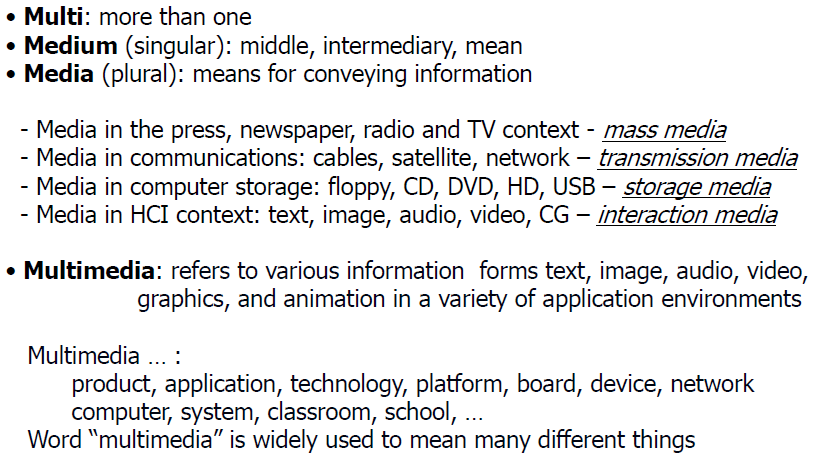 • Multi: more than one
• Medium (singular): middle, intermediary, mean
• Media (plural): means for conveying information
- Media in the press, newspaper, radio and TV context - mass media
- Media in communications: cables, satellite, network – transmission media
- Media in computer storage: floppy, CD, DVD, HD, USB – storage media
- Media in HCI context: text, image, audio, video, CG – interaction media
• Multimedia: refers to various information forms text, image, audio, video,
graphics, and animation in a variety of application environments
Multimedia … :
product, application, technology, platform, board, device, network
computer, system, classroom, school, …
Word “multimedia” is widely used to mean many different things